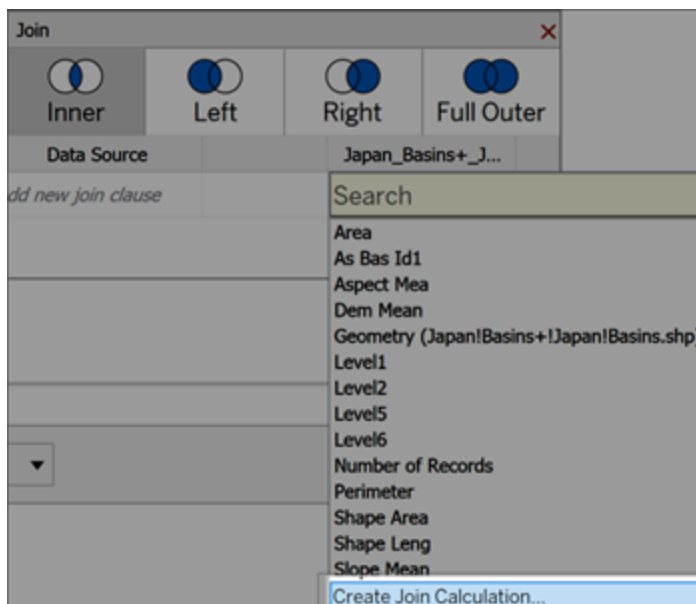 Join
Inner Left Right Full Outer
Data Source Japan_Basins+_J...
dd new join clause
Search
Area
As Bas Id1
Aspect Mea
Dem Mean
Geometry (Japan!Basins+!Japan!Basins.shp)
Level1
Level2
Level5
Level6
Number of Records
Perimeter
Shape Area
Shape Leng
Slope Mean
Create Join Calculation...